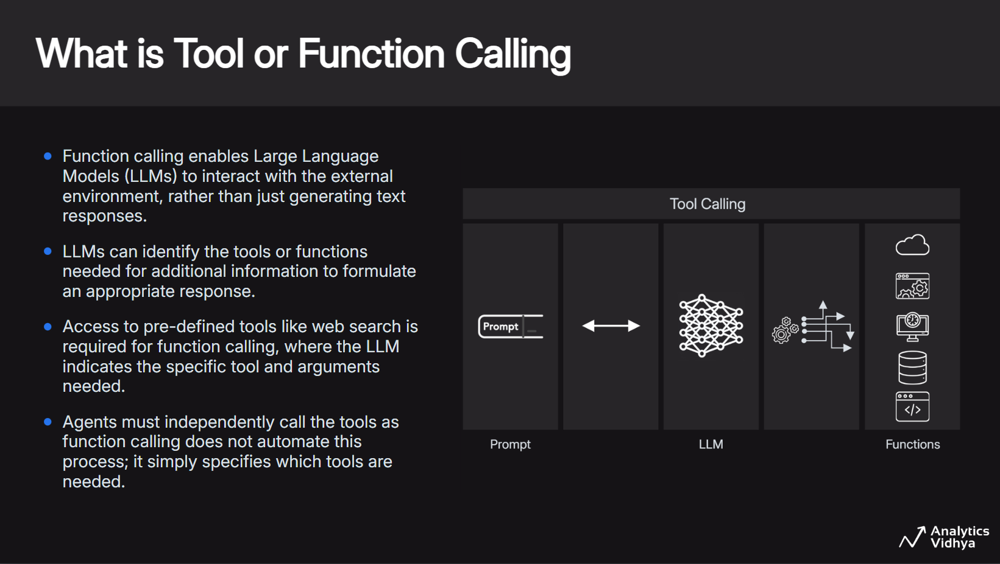 What is Tool or Function Calling
Function calling enables Large Language
Models (LLMs) to interact with the external
environment, rather than just generating text
responses.
LLMs can identify the tools or functions
needed for additional information to formulate
an appropriate response.
Access to pre-defined tools like web search is
required for function calling, where the LLM
indicates the specific tool and arguments
needed.
Agents must independently call the tools as
function calling does not automate this
process; it simply specifies which tools are
needed.
Tool Calling
Prompt
</>
Prompt
LLM
Functions
Analytics
Vidhya